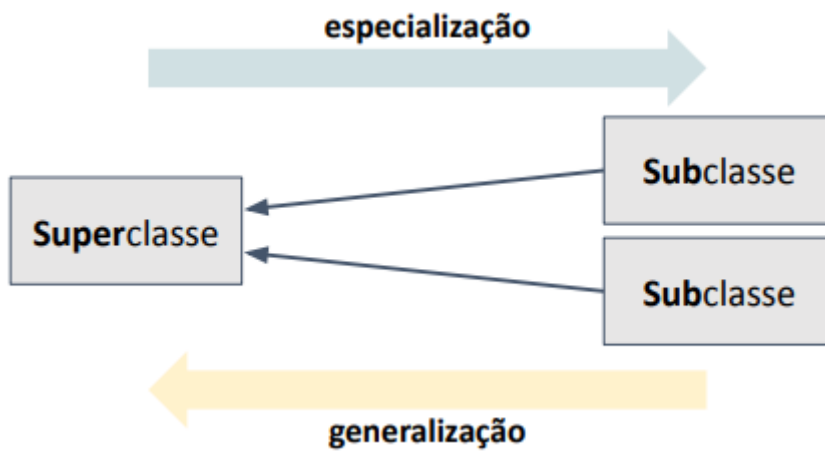 especialização
Subclasse
Superclasse
Subclasse
generalização